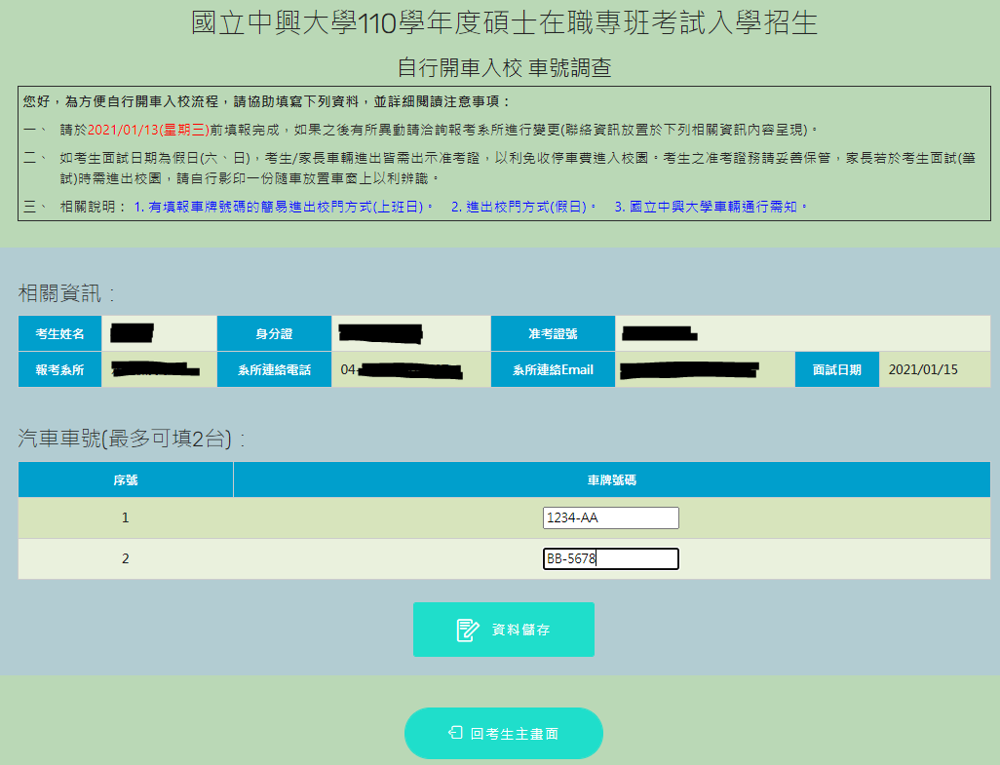 國立中興大學110學年度碩士在職專班考試入學招生
自行開車入校 車號調查
您好，為方便自行開車入校流程，請協助填寫下列資料，並詳細閱讀注意事項：
一、 請於2021/01/13(星期三)前填報完成，如果之後有所異動請洽詢報考系所進行變更(聯絡資訊放置於下列相關資訊內容呈現)。
二、 如考生面試日期為假日(六、日)，考生/家長車輛進出皆需出示准考證，以利免收停車費進入校園。考生之准考證務請妥善保管，家長若於考生面試(筆
試)時需進出校園，請自行影印一份隨車放置車窗上以利辨識。
三、 相關說明： 1. 有填報車牌號碼的簡易進出校門方式(上班日)。 2. 進出校門方式(假日)。 3. 國立中興大學車輛通行需知。
相關資訊：
考生姓名 身分證 准考證號
報考系所 系所連絡電話 04- 系所連絡Email 面試日期 2021/01/15
汽車車號(最多可填2台)：
序號 車牌號碼
1 1234-AA
2 BB-5678
資料儲存
回考生主畫面